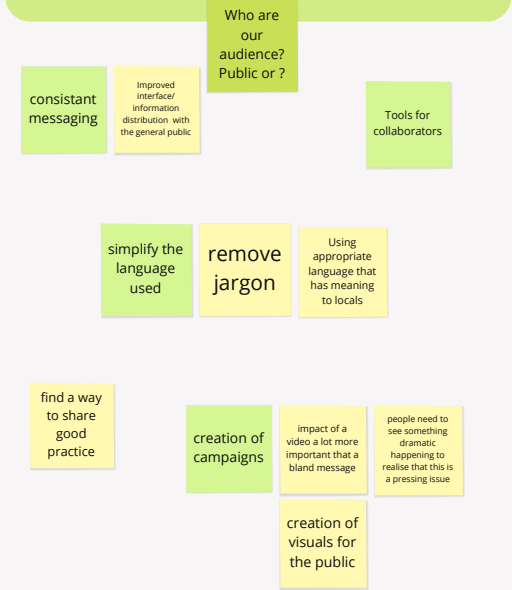 Who are
our
audience?
Public or ?
consistant
messaging
Improved
interface/
information
distribution with
the general public
Tools for
collaborators
simplify the
language
used
remove
jargon
Using
appropriate
language that
has meaning
to locals
find a way
to share
good
practice
creation of
campaigns
impact of a
video a lot more
important that a
bland message
people need to
see something
dramatic
happening to
realise that this is
a pressing issue
creation of
visuals for
the public